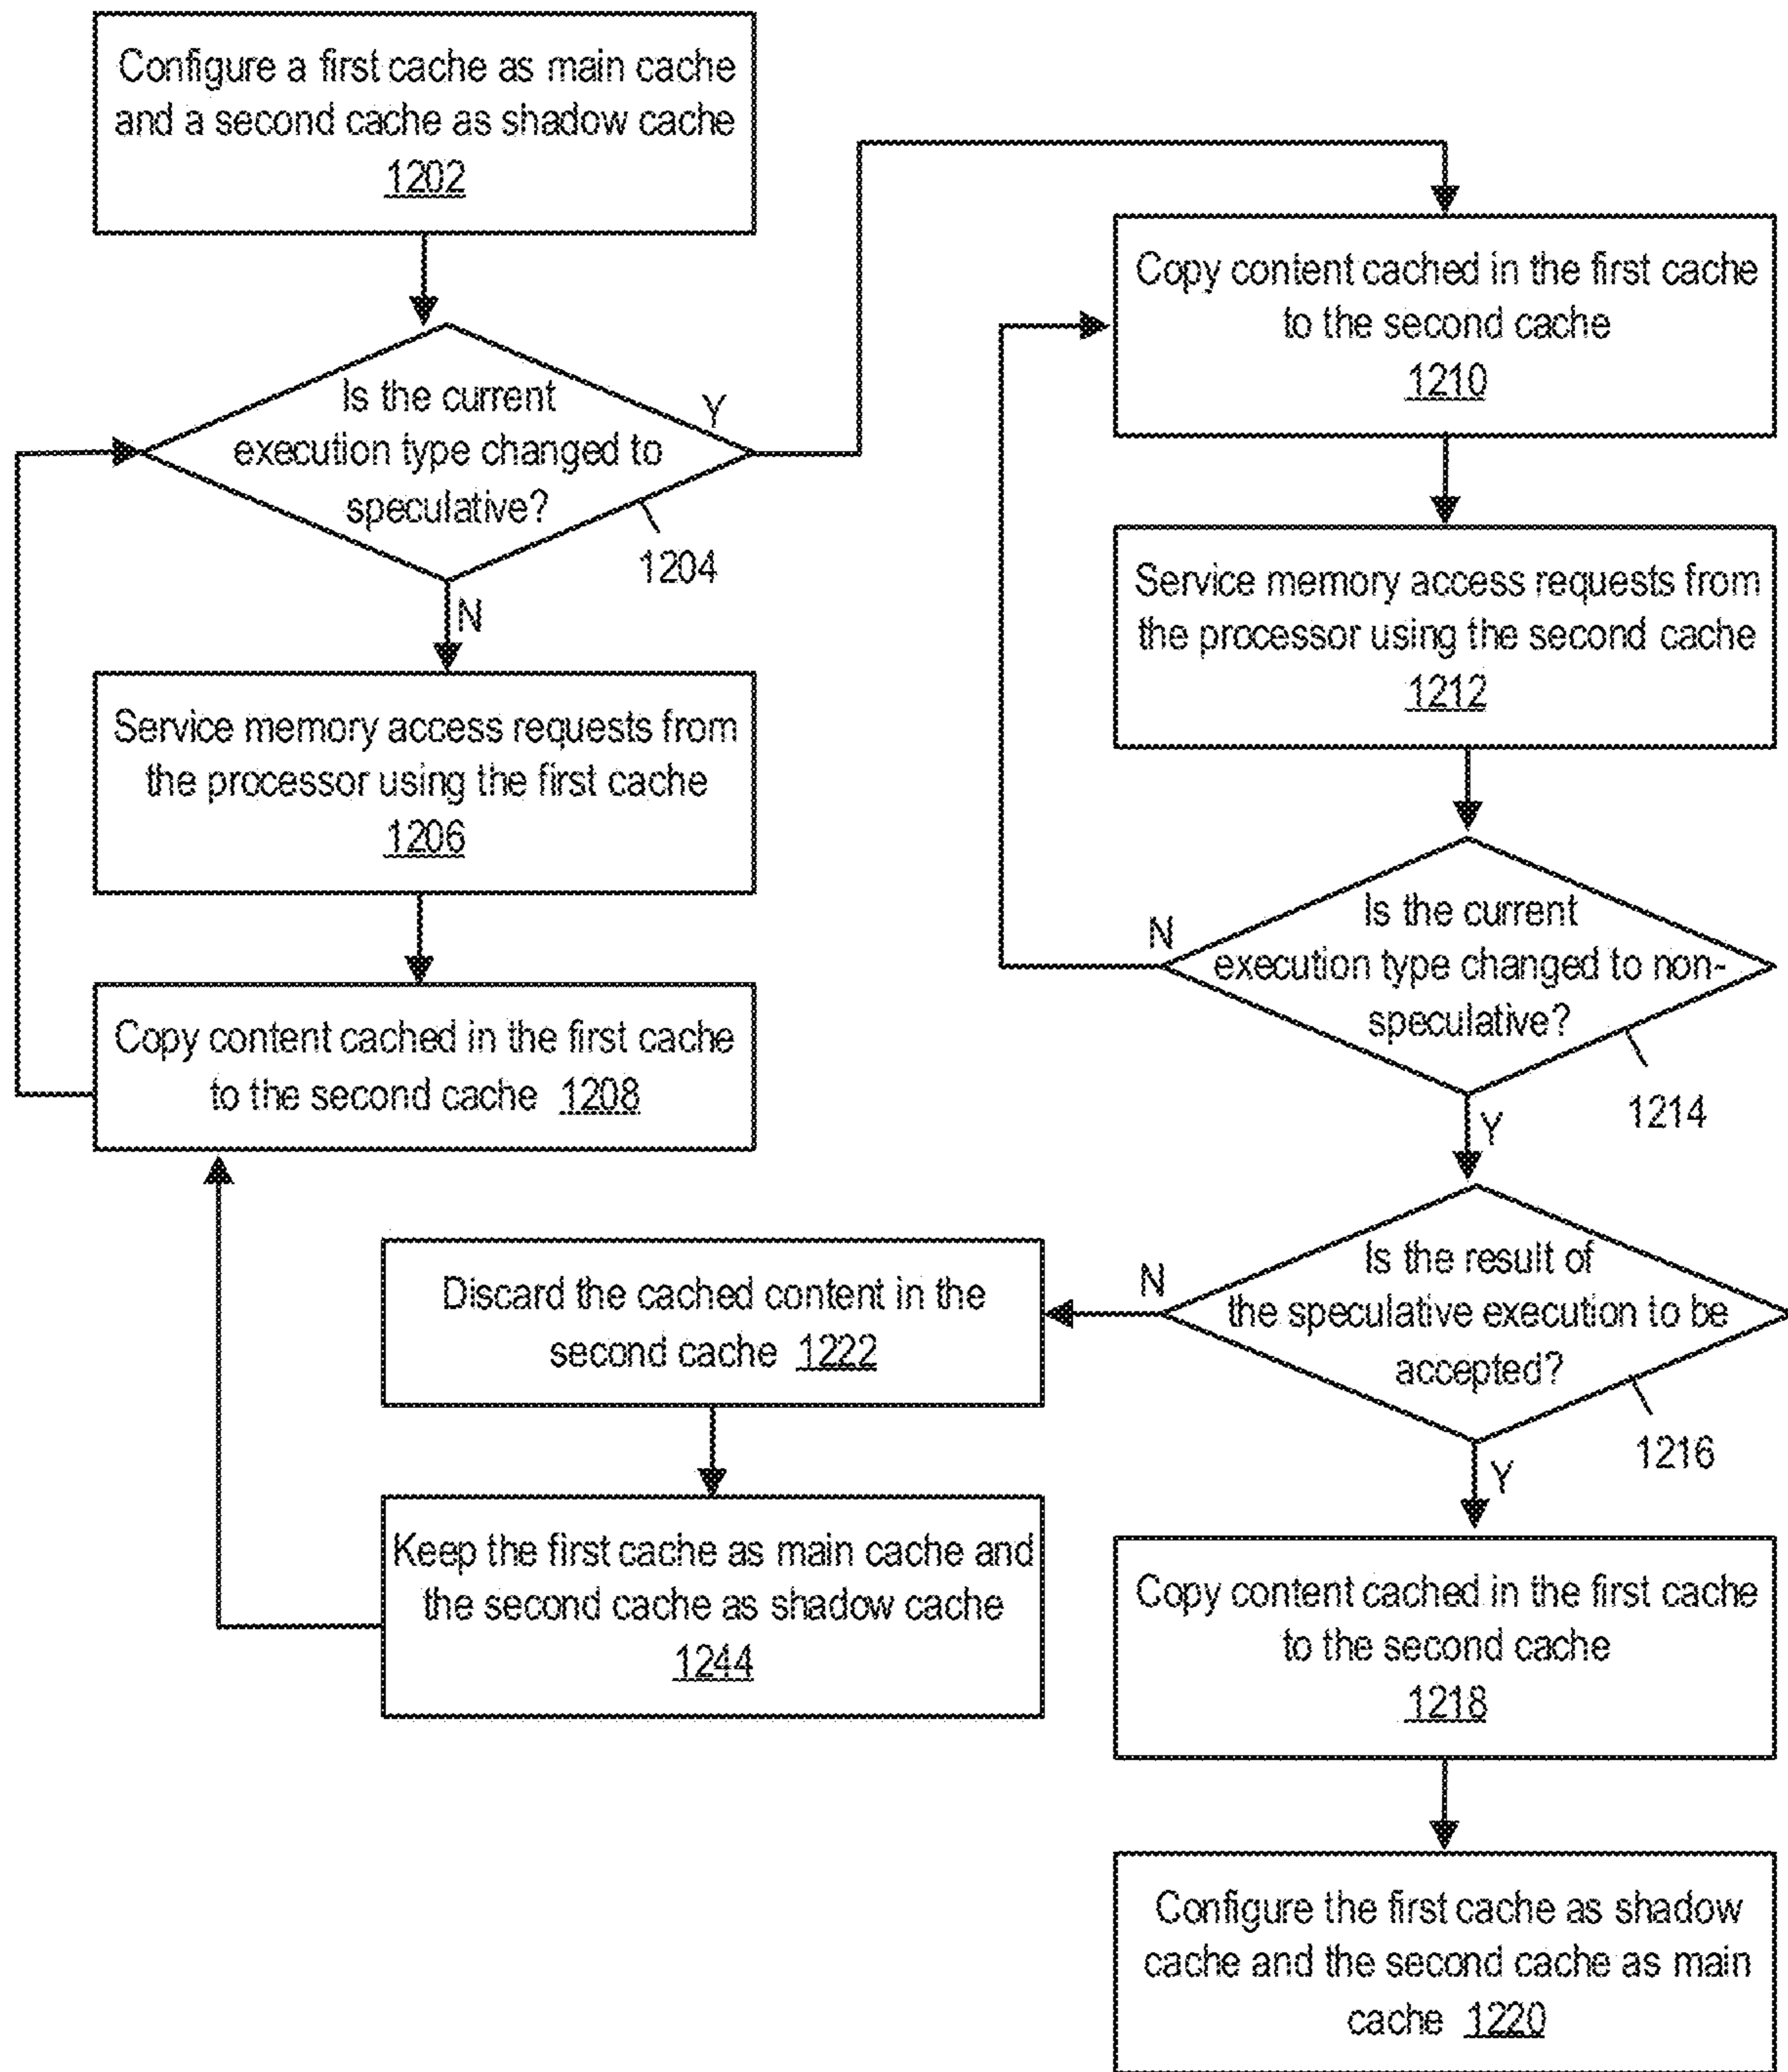 Configure a first cache as main cache
and a second cache as shadow cache
1202
Is the current
execution type changed to
speculative?
Y
1204
N
Service memory access requests from
the processor using the first cache
1206
Copy content cached in the first cache
to the second cache 1208
Copy content cached in the first cache
to the second cache
1210
Service memory access requests from
the processor using the second cache
1212
Is the current
execution type changed to non-
speculative?
N
1214
Y
Is the result of
the speculative execution to be
accepted?
N
1216
Y
Discard the cached content in the
second cache 1222
Keep the first cache as main cache and
the second cache as shadow cache
1244
Copy content cached in the first cache
to the second cache
1218
Configure the first cache as shadow
cache and the second cache as main
cache 1220